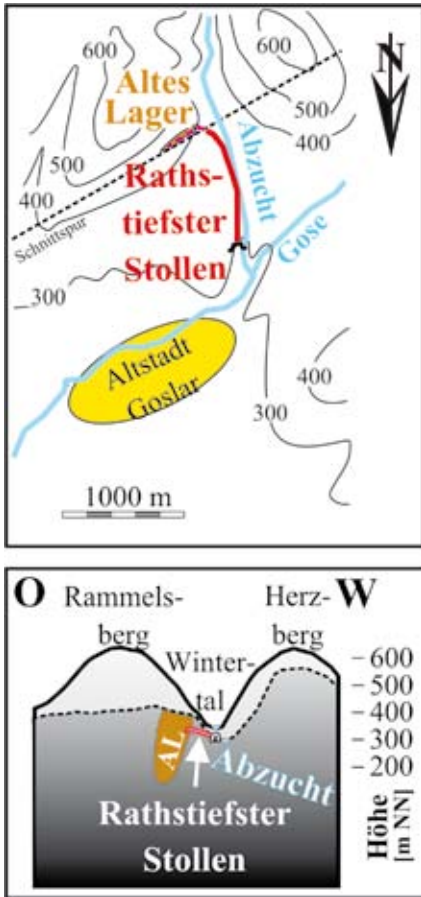 600
600
N
Altes
Lager
500
500
400
Abzucht
400
Raths-
tiefster
Stollen
Schnittspur
Gose
300
Altstadt
Goslar
400
300
1000 m
O
Rammels-
berg
Herz-
berg
W
Winter-
tal
600
500
400
300
200
AL
Abzucht
Rathstiefster
Stollen
Höhe
[m NN]